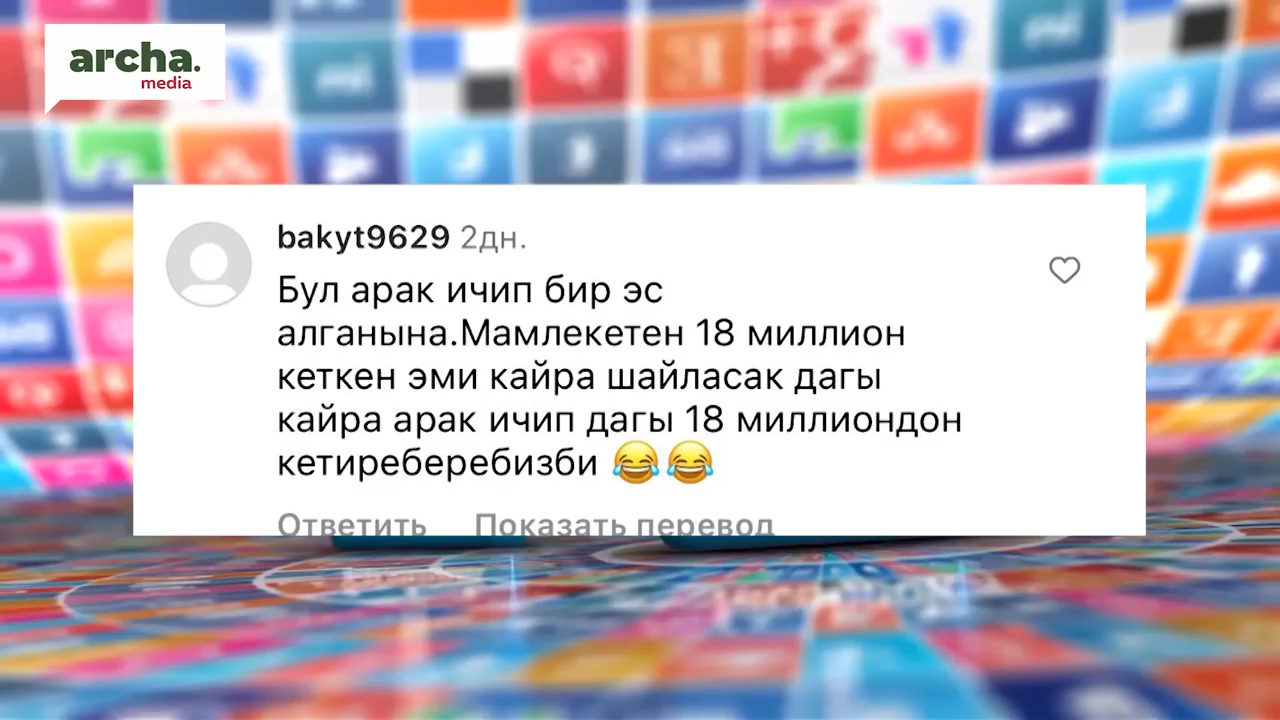 archa.
media
bakyt9629 2дн.
Бул арак ичип бир эс
алганына.Мамлекетен 18 миллион
кеткен эми кайра шайласак дагы
кайра арак ичип дагы 18 миллиондон
кетиреберебизби 😂😂
Ответить Показать перевод